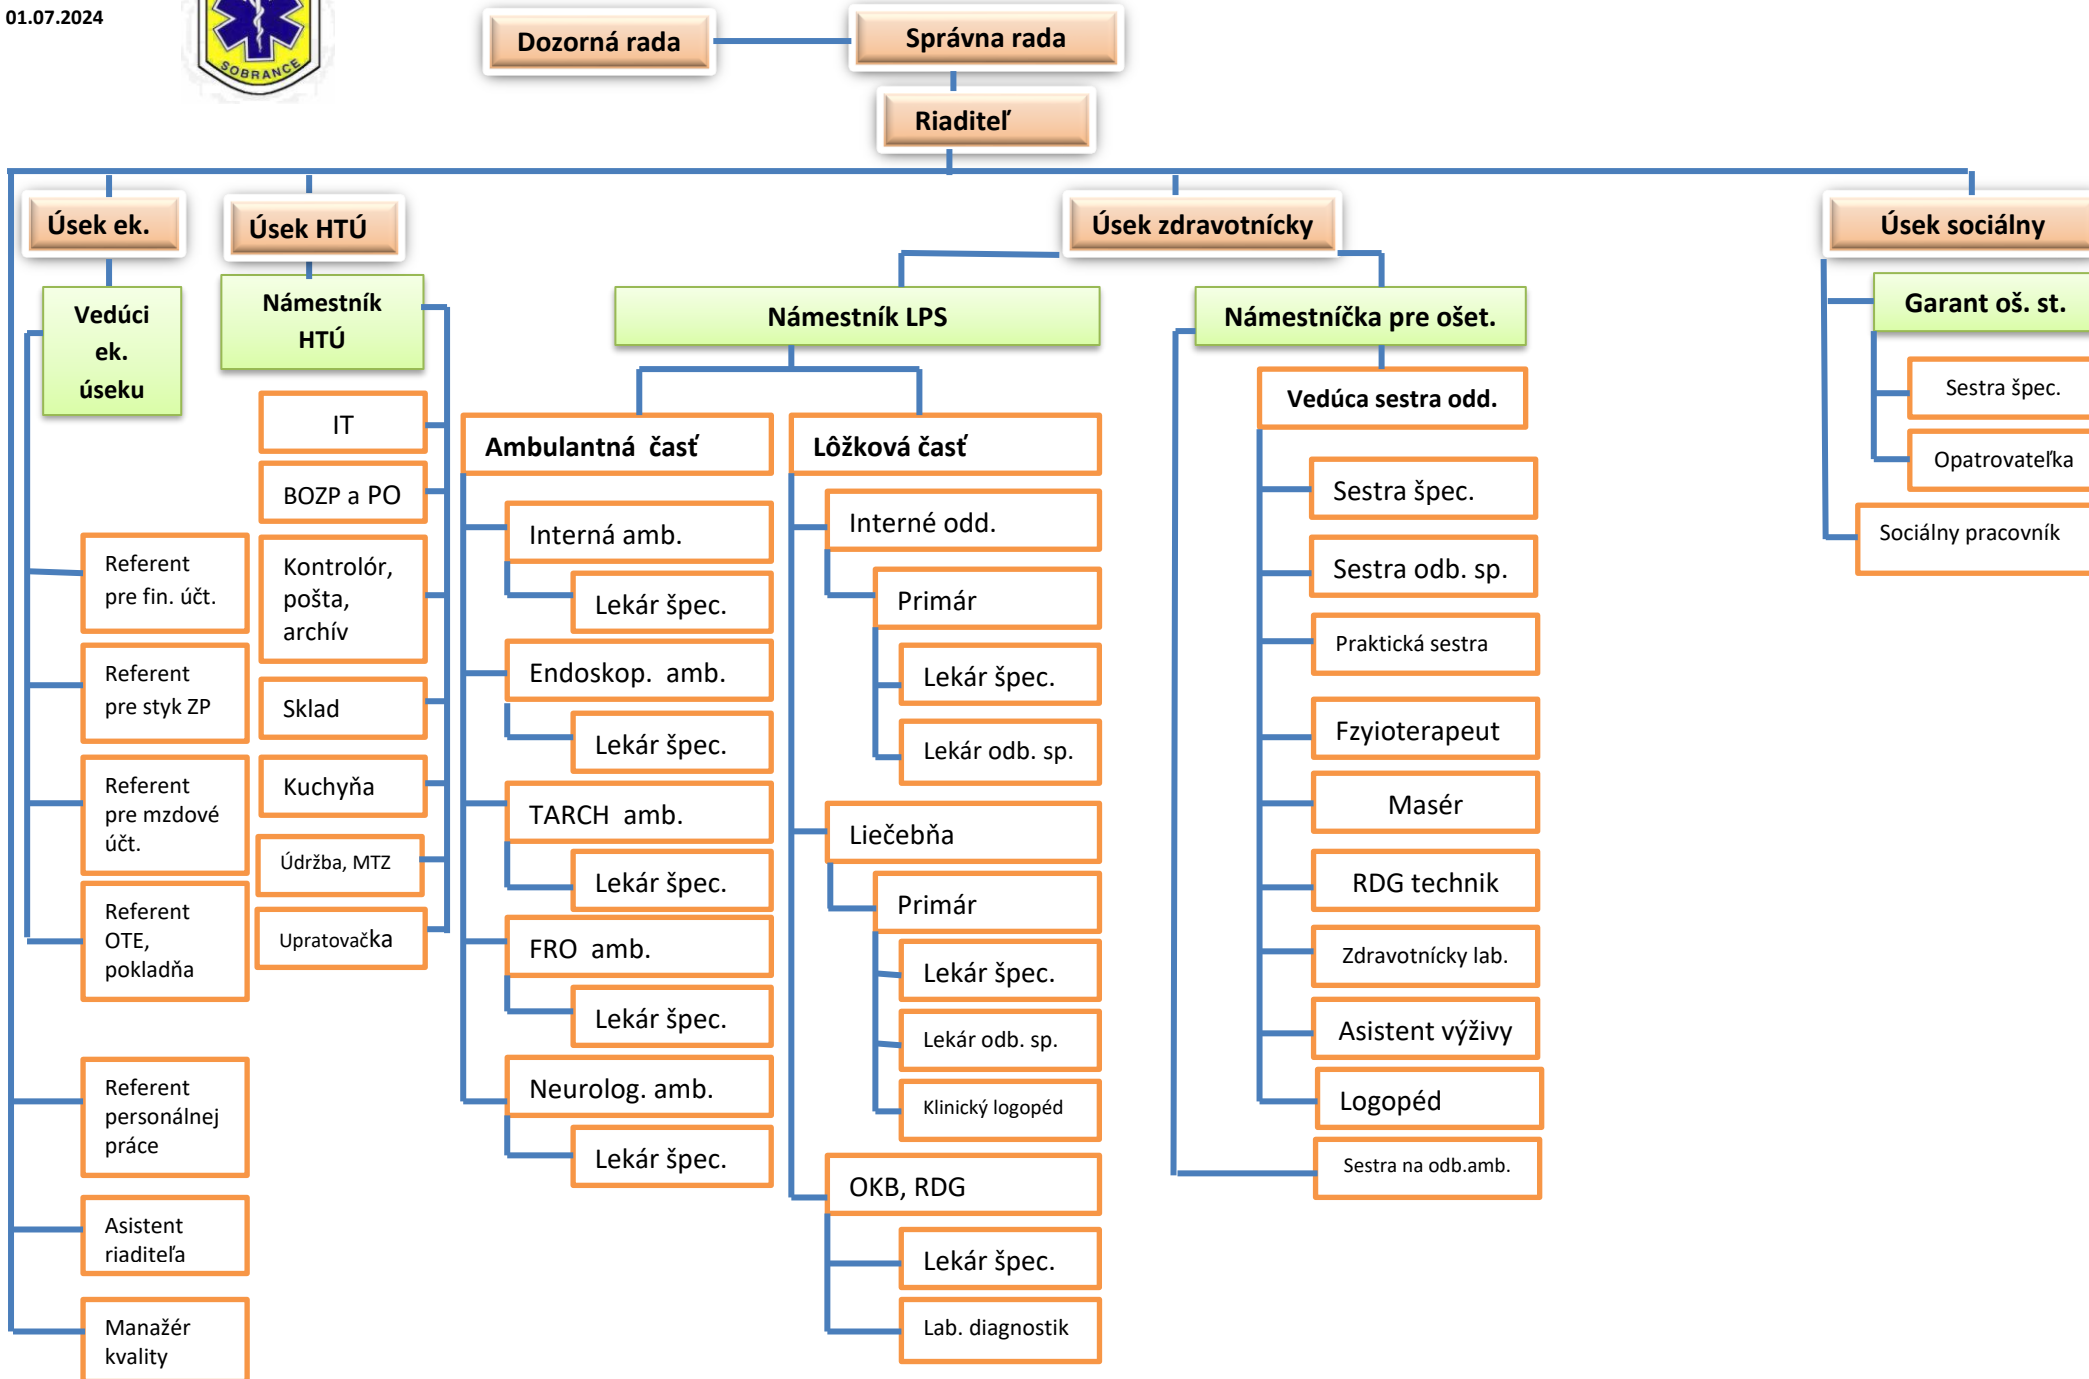 01.07.2024
SOBRANCE
Dozorná rada
Správna rada
Riaditeľ
Úsek ek.
Úsek HTÚ
Úsek zdravotnícky
Úsek sociálny
Vedúci
ek.
úseku
Referent
pre fin. účt.
Referent
pre styk ZP
Referent
pre mzdové
účt.
Referent
OTE,
pokladňa
Referent
personálnej
práce
Asistent
riaditeľa
Manažér
kvality
Námestník
HTÚ
IT
BOZP a PO
Kontrolór,
pošta,
archív
Sklad
Kuchyňa
Údržba, MTZ
Upratovačka
Námestník LPS
Ambulantná  časť
Interná amb.
Lekár špec.
Endoskop.  amb.
Lekár špec.
TARCH  amb.
Lekár špec.
FRO  amb.
Lekár špec.
Neurolog. amb.
Lekár špec.
Lôžková časť
Interné odd.
Primár
Lekár špec.
Lekár odb. sp.
Liečebňa
Primár
Lekár špec.
Lekár odb. sp.
Klinický logopéd
OKB, RDG
Lekár špec.
Lab. diagnostik
Námestníčka pre ošet.
Vedúca sestra odd.
Sestra špec.
Sestra odb. sp.
Praktická sestra
Fzyioterapeut
Masér
RDG technik
Zdravotnícky lab.
Asistent výživy
Logopéd
Sestra na odb.amb.
Garant oš. st.
Sestra špec.
Opatrovateľka
Sociálny pracovník